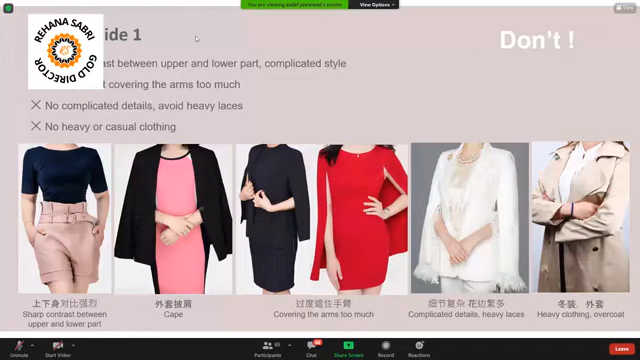 You are viewing sadaf jamshead's screen
View Options
View
REHANA SABRI
RS
GOLD DIRECTOR
ide 1
Don't !
ast between upper and lower part, complicated style
covering the arms too much
No complicated details, avoid heavy laces
No heavy or casual clothing
上下身对比强烈
Sharp contrast between
upper and lower part
外套披肩
Cape
过度遮住手臂
Covering the arms too much
细节复杂 花边繁多
Complicated details, heavy laces
冬装、外套
Heavy clothing, overcoat
Unmute
Start Video
Participants
Chat
Share Screen
Record
Reactions
Leave